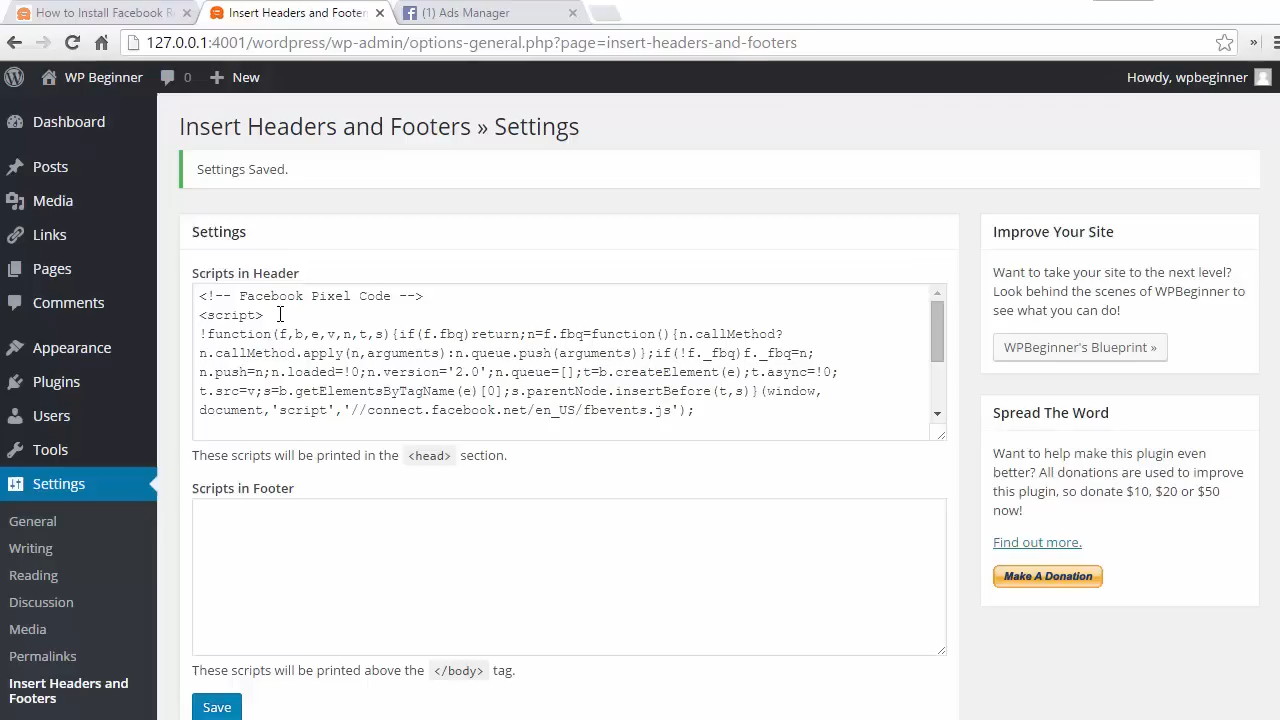 How to Install Facebook R
Insert Headers and Footer
(1) Ads Manager
127.0.0.1:4001/wordpress/wp-admin/options-general.php?page=insert-headers-and-footers
WP Beginner
0
New
Howdy, wpbeginner
Dashboard
Posts
Media
Links
Pages
Comments
Appearance
Plugins
Users
Tools
Settings
General
Writing
Reading
Discussion
Media
Permalinks
Insert Headers and
Footers
Insert Headers and Footers » Settings
Settings Saved.
Settings
Scripts in Header
<!-- Facebook Pixel Code -->
<script>
!function(f,b,e,v,n,t,s){if(f.fbq)return;n=f.fbq=function(){n.callMethod?
n.callMethod.apply(n,arguments):n.queue.push(arguments)};if(!f._fbq)f._fbq=n;
n.push=n;n.loaded=!0;n.version='2.0';n.queue=[];t=b.createElement(e);t.async=!0;
t.src=v;s=b.getElementsByTagName(e)[0];s.parentNode.insertBefore(t,s)}(window,
document,'script','//connect.facebook.net/en_US/fbevents.js');
These scripts will be printed in the <head> section.
Scripts in Footer
These scripts will be printed above the </body> tag.
Save
Improve Your Site
Want to take your site to the next level?
Look behind the scenes of WPBeginner to
see what you can do!
WPBeginner's Blueprint »
Spread The Word
Want to help make this plugin even
better? All donations are used to improve
this plugin, so donate $10, $20 or $50
now!
Find out more.
Make A Donation